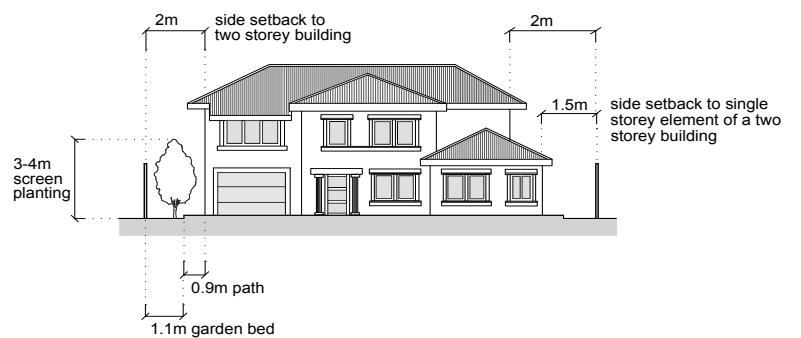 2m
side setback to
two storey building
2m
1.5m
side setback to single
storey element of a two
storey building
3-4m
screen
planting
0.9m path
1.1m garden bed